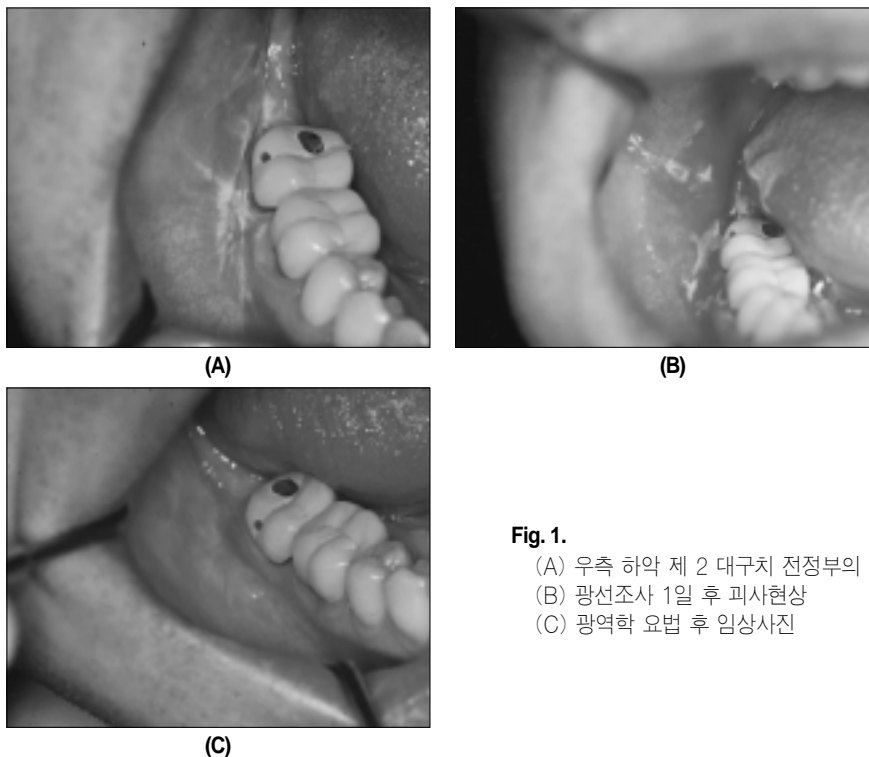 (A)
(B)
(C)
Fig. 1.
(A) 우측 하악 제 2 대구치 전정부의
(B) 광선조사 1일 후 괴사현상
(C) 광역학 요법 후 임상사진